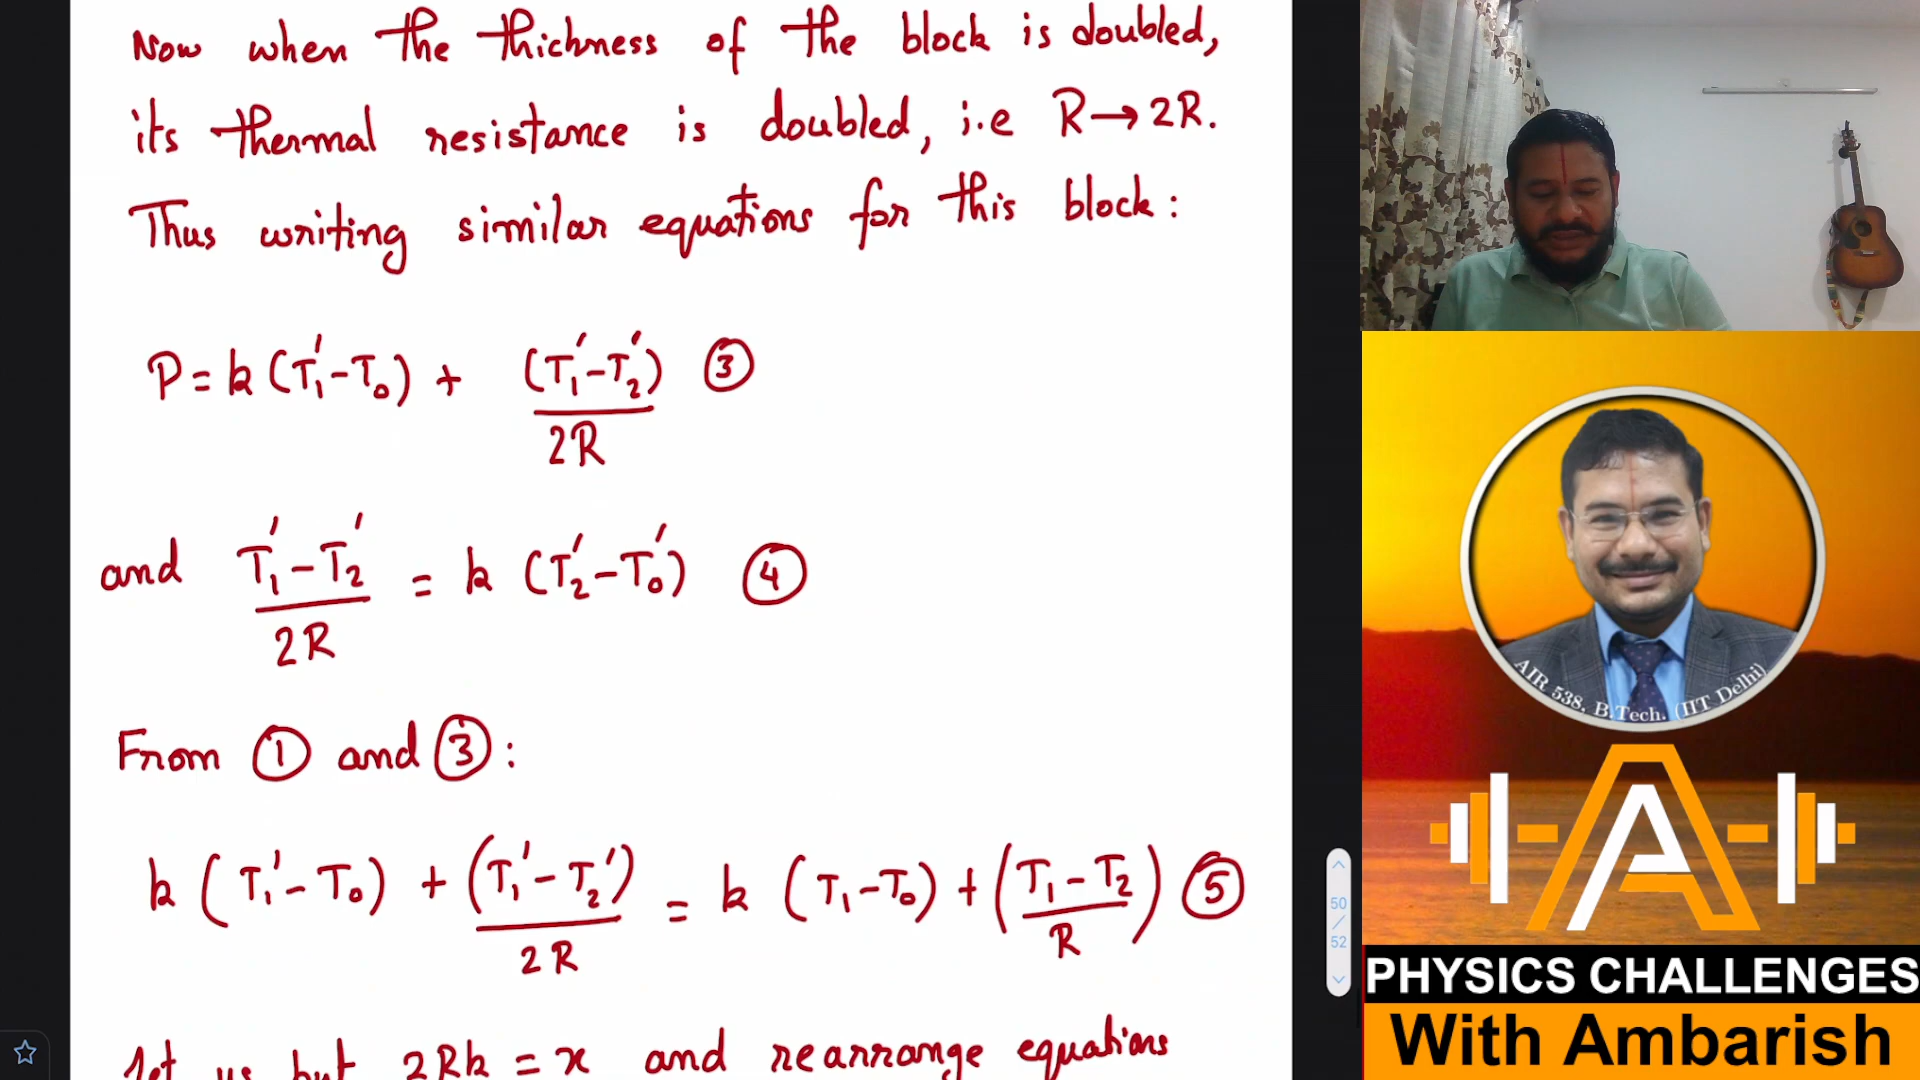 Now when the thickness of the block is doubled,
its thermal resistance is doubled, i.e R→2R.
Thus writing similar equations for this block:
P = k (T₁′-T₀) + (T₁′-T₂′)/2R ③
and (T₁′-T₂′)/2R = k (T₂′-T₀′) ④
From ① and ③:
k (T₁′-T₀) + (T₁′-T₂′)/2R = k (T₁-T₀) + (T₁-T₂/R) ⑤
Let us put 2Rk = x and rearrange equations
50
/
52
AIR 538, B.Tech. (IIT Delhi)
A
PHYSICS CHALLENGES
With Ambarish